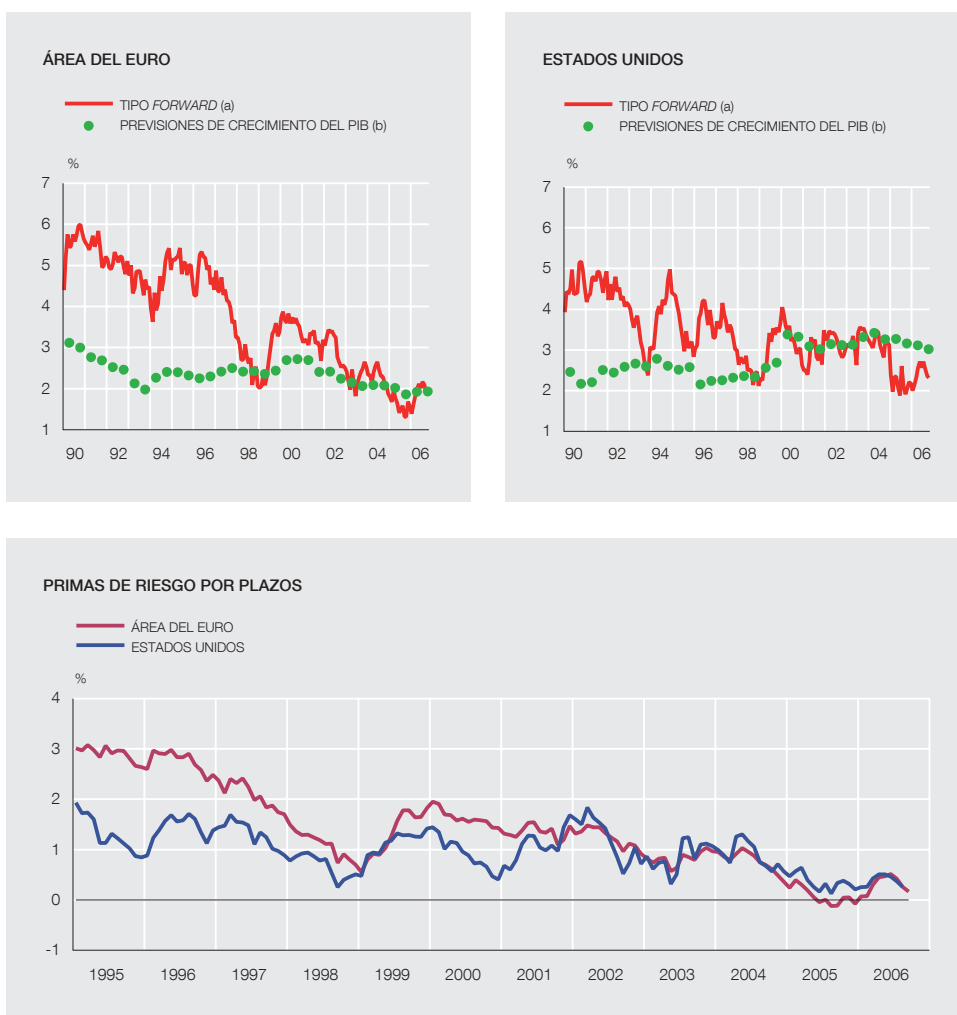 ÁREA DEL EURO
TIPO FORWARD (a)
PREVISIONES DE CRECIMIENTO DEL PIB (b)
%
7
6
5
4
3
2
1
90 92 94 96 98 00 02 04 06
ESTADOS UNIDOS
TIPO FORWARD (a)
PREVISIONES DE CRECIMIENTO DEL PIB (b)
%
7
6
5
4
3
2
1
90 92 94 96 98 00 02 04 06
PRIMAS DE RIESGO POR PLAZOS
ÁREA DEL EURO
ESTADOS UNIDOS
%
4
3
2
1
0
-1
1995 1996 1997 1998 1999 2000 2001 2002 2003 2004 2005 2006